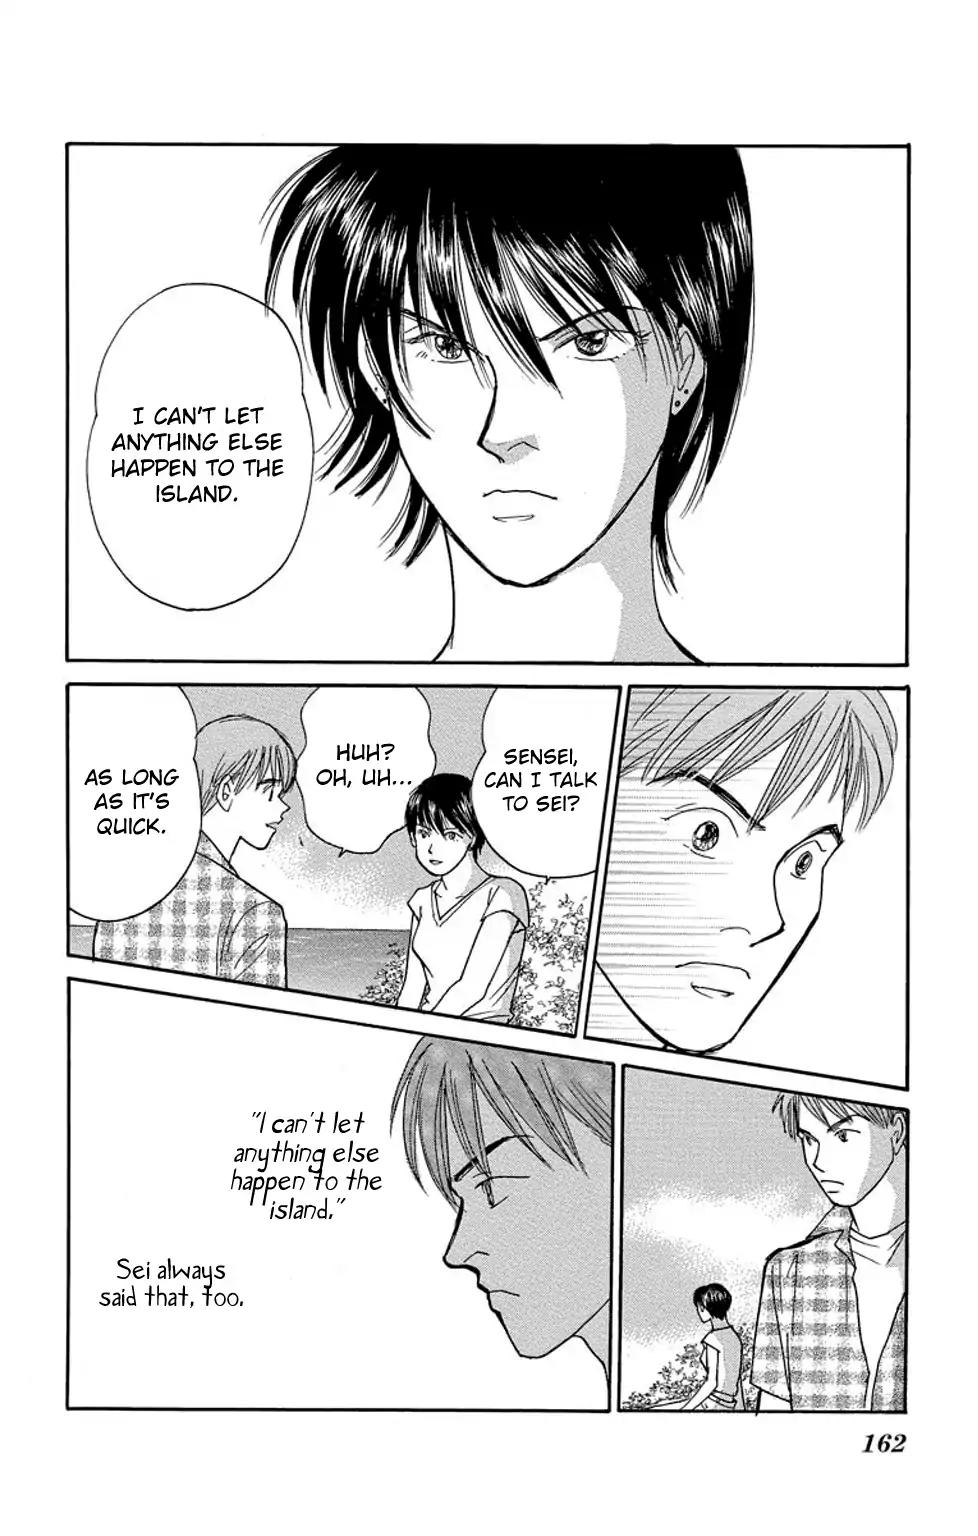 I CAN'T LET
ANYTHING ELSE
HAPPEN TO THE
ISLAND.
SENSEI,
CAN I TALK
TO SEI?
HUH?
OH, UH...
AS LONG
AS IT'S
QUICK.
"I can't let
anything else
happen to the
island."
Sei always
said that, too.
162